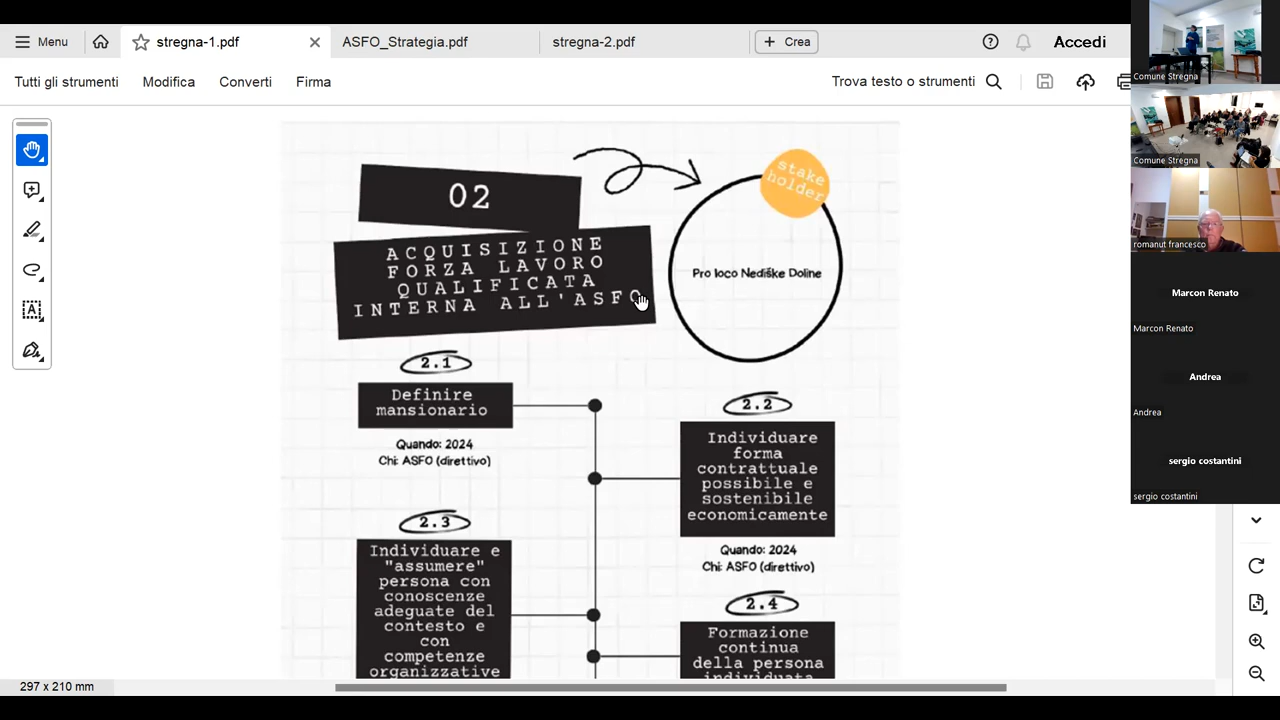 Menu
stregna-1.pdf
ASFO_Strategia.pdf
stregna-2.pdf
Crea
Accedi
Tutti gli strumenti
Modifica
Converti
Firma
Trova testo o strumenti
02
ACQUISIZIONE
FORZA LAVORO
QUALIFICATA
INTERNA ALL'ASFO
stake
holder
Pro loco Nediške Doline
2.1
Definire
mansionario
Quando: 2024
Chi: ASFO (direttivo)
2.2
Individuare
forma
contrattuale
possibile e
sostenibile
economicamente
Quando: 2024
Chi: ASFO (direttivo)
2.3
Individuare e
"assumere"
persona con
conoscenze
adeguate del
contesto e
con
competenze
organizzative
2.4
Formazione
continua
della persona
individuata
297 x 210 mm
Comune Stregna
Comune Stregna
romanut francesco
Marcon Renato
Marcon Renato
Andrea
Andrea
sergio costantini
sergio costantini